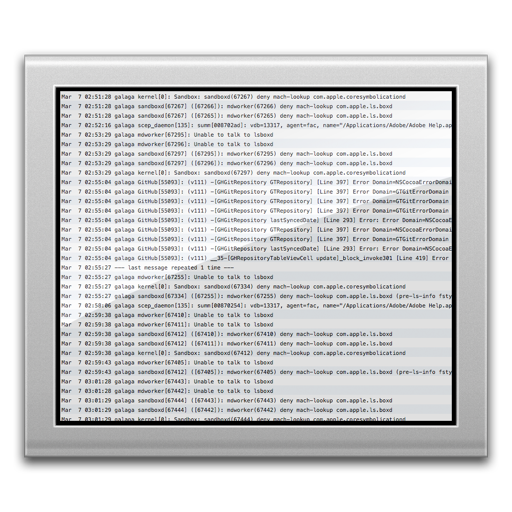 Mar 7 02:51:28 galaga kernel[0]: Sandbox: sandboxd(67267) deny mach-lookup com.apple.coresymbolicationd
Mar 7 02:51:28 galaga sandboxd[67267] ([67266]): mdworker(67266) deny mach-lookup com.apple.ls.boxd
Mar 7 02:51:28 galaga sandboxd[67267] ([67265]): mdworker(67265) deny mach-lookup com.apple.ls.boxd
Mar 7 02:52:16 galaga scep_daemon[135]: summ[008702ad]: vdb=13317, agent=fac, name="/Applications/Adobe/Adobe Help.ap
Mar 7 02:53:29 galaga mdworker[67295]: Unable to talk to lsboxd
Mar 7 02:53:29 galaga mdworker[67296]: Unable to talk to lsboxd
Mar 7 02:53:29 galaga sandboxd[67297] ([67295]): mdworker(67295) deny mach-lookup com.apple.ls.boxd
Mar 7 02:53:29 galaga sandboxd[67297] ([67296]): mdworker(67296) deny mach-lookup com.apple.ls.boxd
Mar 7 02:53:29 galaga kernel[0]: Sandbox: sandboxd(67297) deny mach-lookup com.apple.coresymbolicationd
Mar 7 02:55:04 galaga GitHub[55093]: (v111) -[GHGitRepository GTRepository] [Line 397] Error Domain=NSCocoaErrorDomai
Mar 7 02:55:04 galaga GitHub[55093]: (v111) -[GHGitRepository GTRepository] [Line 397] Error Domain=GTGitErrorDomain
Mar 7 02:55:04 galaga GitHub[55093]: (v111) -[GHGitRepository GTRepository] [Line 397] Error Domain=GTGitErrorDomain
Mar 7 02:55:04 galaga GitHub[55093]: (v111) -[GHGitRepository lastSyncedDate] [Line 293] Error: Error Domain=NSCocoaE
Mar 7 02:55:04 galaga GitHub[55093]: (v111) -[GHGitRepository GTRepository] [Line 397] Error Domain=NSCocoaErrorDomai
Mar 7 02:55:04 galaga GitHub[55093]: (v111) -[GHGitRepository GTRepository] [Line 397] Error Domain=GTGitErrorDomain
Mar 7 02:55:04 galaga GitHub[55093]: (v111) -[GHGitRepository lastSyncedDate] [Line 293] Error: Error Domain=NSCocoaE
Mar 7 02:55:04 galaga GitHub[55093]: (v111) __35-[GHRepositoryTableViewCell update]_block_invoke301 [Line 419] Error
Mar 7 02:55:27 --- last message repeated 1 time ---
Mar 7 02:55:27 galaga mdworker[67255]: Unable to talk to lsboxd
Mar 7 02:55:27 galaga kernel[0]: Sandbox: sandboxd(67334) deny mach-lookup com.apple.coresymbolicationd
Mar 7 02:55:27 galaga sandboxd[67334] ([67255]): mdworker(67255) deny mach-lookup com.apple.ls.boxd (pre-ls-info fsty
Mar 7 02:58:06 galaga scep_daemon[135]: summ[00870254]: vdb=13317, agent=fac, name="/Applications/Adobe/Adobe Help.ap
Mar 7 02:59:38 galaga mdworker[67410]: Unable to talk to lsboxd
Mar 7 02:59:38 galaga mdworker[67411]: Unable to talk to lsboxd
Mar 7 02:59:38 galaga sandboxd[67412] ([67410]): mdworker(67410) deny mach-lookup com.apple.ls.boxd
Mar 7 02:59:38 galaga sandboxd[67412] ([67411]): mdworker(67411) deny mach-lookup com.apple.ls.boxd
Mar 7 02:59:38 galaga kernel[0]: Sandbox: sandboxd(67412) deny mach-lookup com.apple.coresymbolicationd
Mar 7 02:59:43 galaga mdworker[67405]: Unable to talk to lsboxd
Mar 7 02:59:43 galaga sandboxd[67412] ([67405]): mdworker(67405) deny mach-lookup com.apple.ls.boxd (pre-ls-info fsty
Mar 7 03:01:28 galaga mdworker[67443]: Unable to talk to lsboxd
Mar 7 03:01:28 galaga mdworker[67442]: Unable to talk to lsboxd
Mar 7 03:01:29 galaga sandboxd[67444] ([67443]): mdworker(67443) deny mach-lookup com.apple.ls.boxd
Mar 7 03:01:29 galaga sandboxd[67444] ([67442]): mdworker(67442) deny mach-lookup com.apple.ls.boxd
Mar 7 03:01:29 galaga kernel[0]: Sandbox: sandboxd(67444) deny mach-lookup com.apple.coresymbolicationd